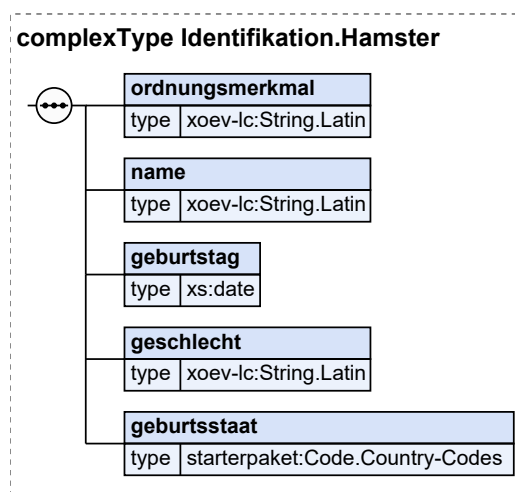 complexType Identifikation.Hamster
ordnungsmerkmal
type xoev-lc:String.Latin
name
type xoev-lc:String.Latin
geburtstag
type xs:date
geschlecht
type xoev-lc:String.Latin
geburtsstaat
type starterpaket:Code.Country-Codes